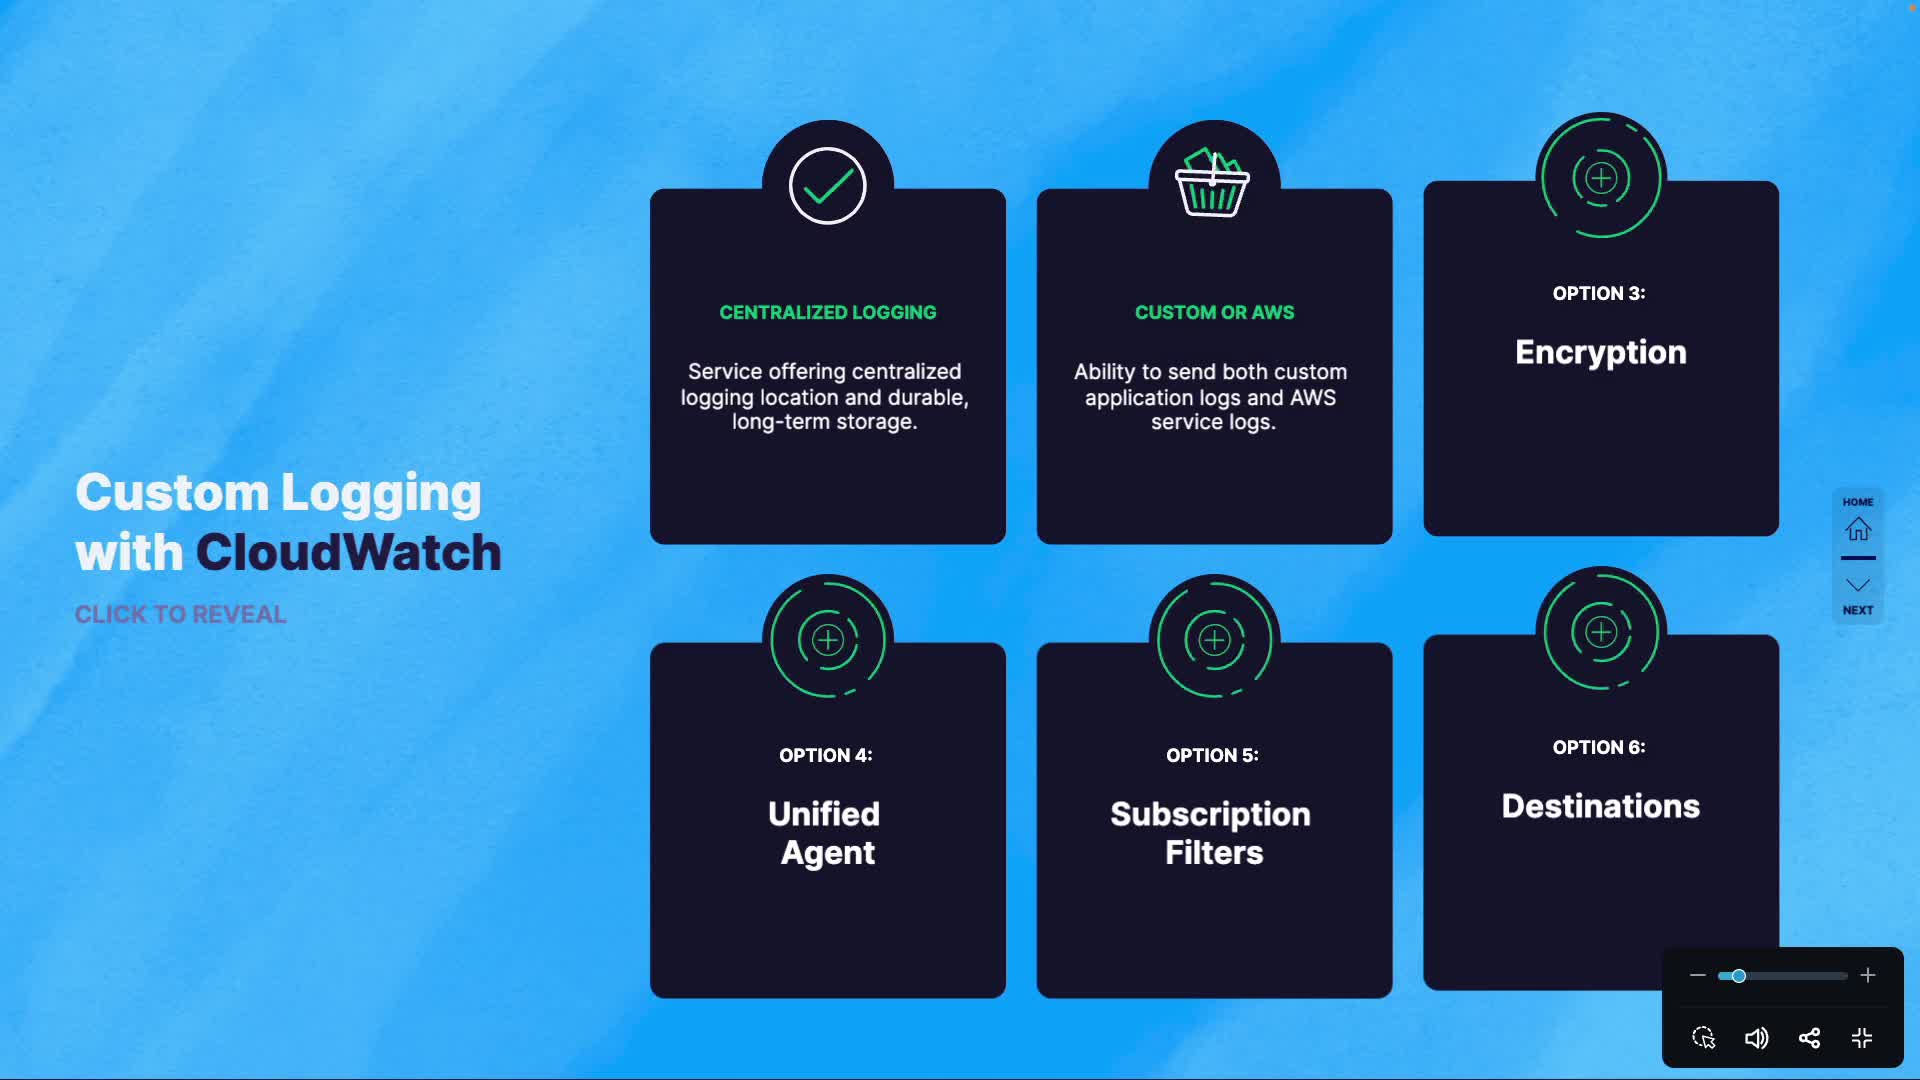 Custom Logging
with CloudWatch
CLICK TO REVEAL
CENTRALIZED LOGGING
Service offering centralized
logging location and durable,
long-term storage.
CUSTOM OR AWS
Ability to send both custom
application logs and AWS
service logs.
OPTION 3:
Encryption
OPTION 4:
Unified
Agent
OPTION 5:
Subscription
Filters
OPTION 6:
Destinations
HOME
NEXT